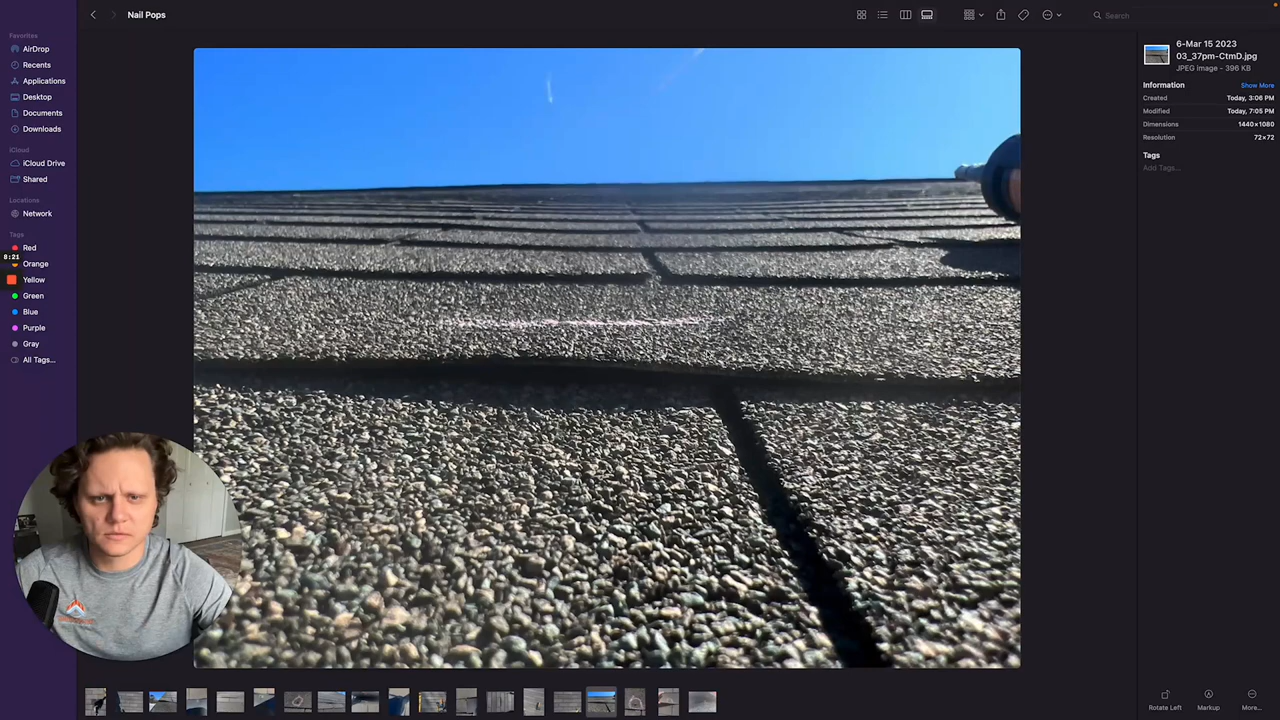 Nail Pops
Search
Favorites
AirDrop
Recents
Applications
Desktop
Documents
Downloads
iCloud
iCloud Drive
Shared
Locations
Network
Tags
Red
8:21
Orange
Yellow
Green
Blue
Purple
Gray
All Tags...
6-Mar 15 2023
03_37pm-CtmD.jpg
JPEG image - 396 KB
Information
Show More
Created
Today, 3:06 PM
Modified
Today, 7:05 PM
Dimensions
1440×1080
Resolution
72×72
Tags
Add Tags...
Rotate Left
Markup
More...